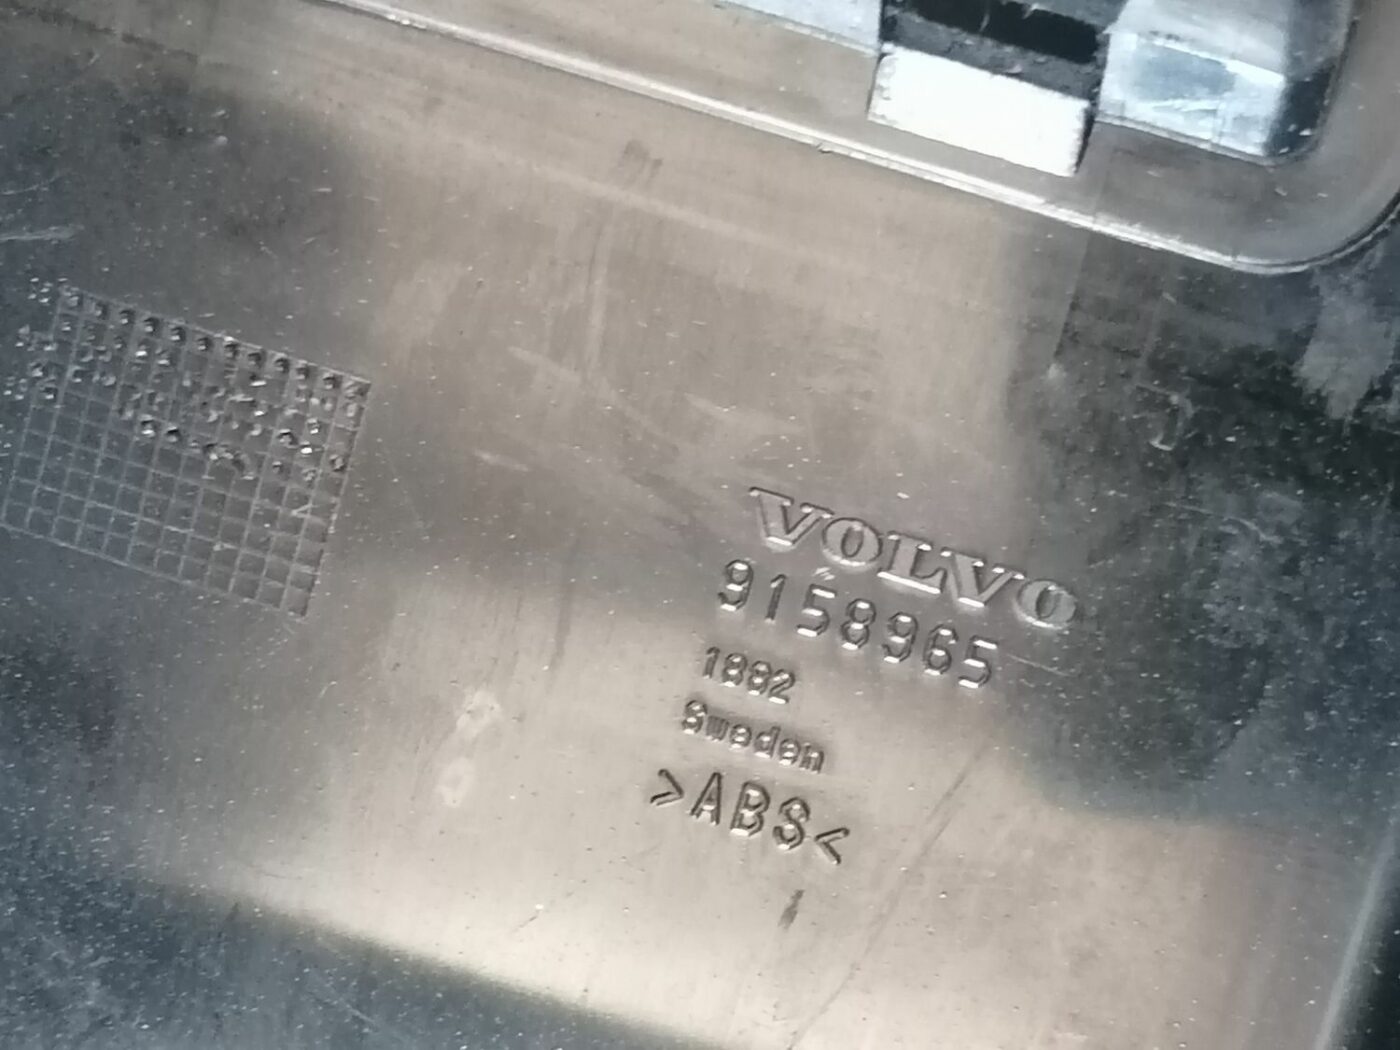 VOLVO
9158965
1882
Sweden
>ABS<